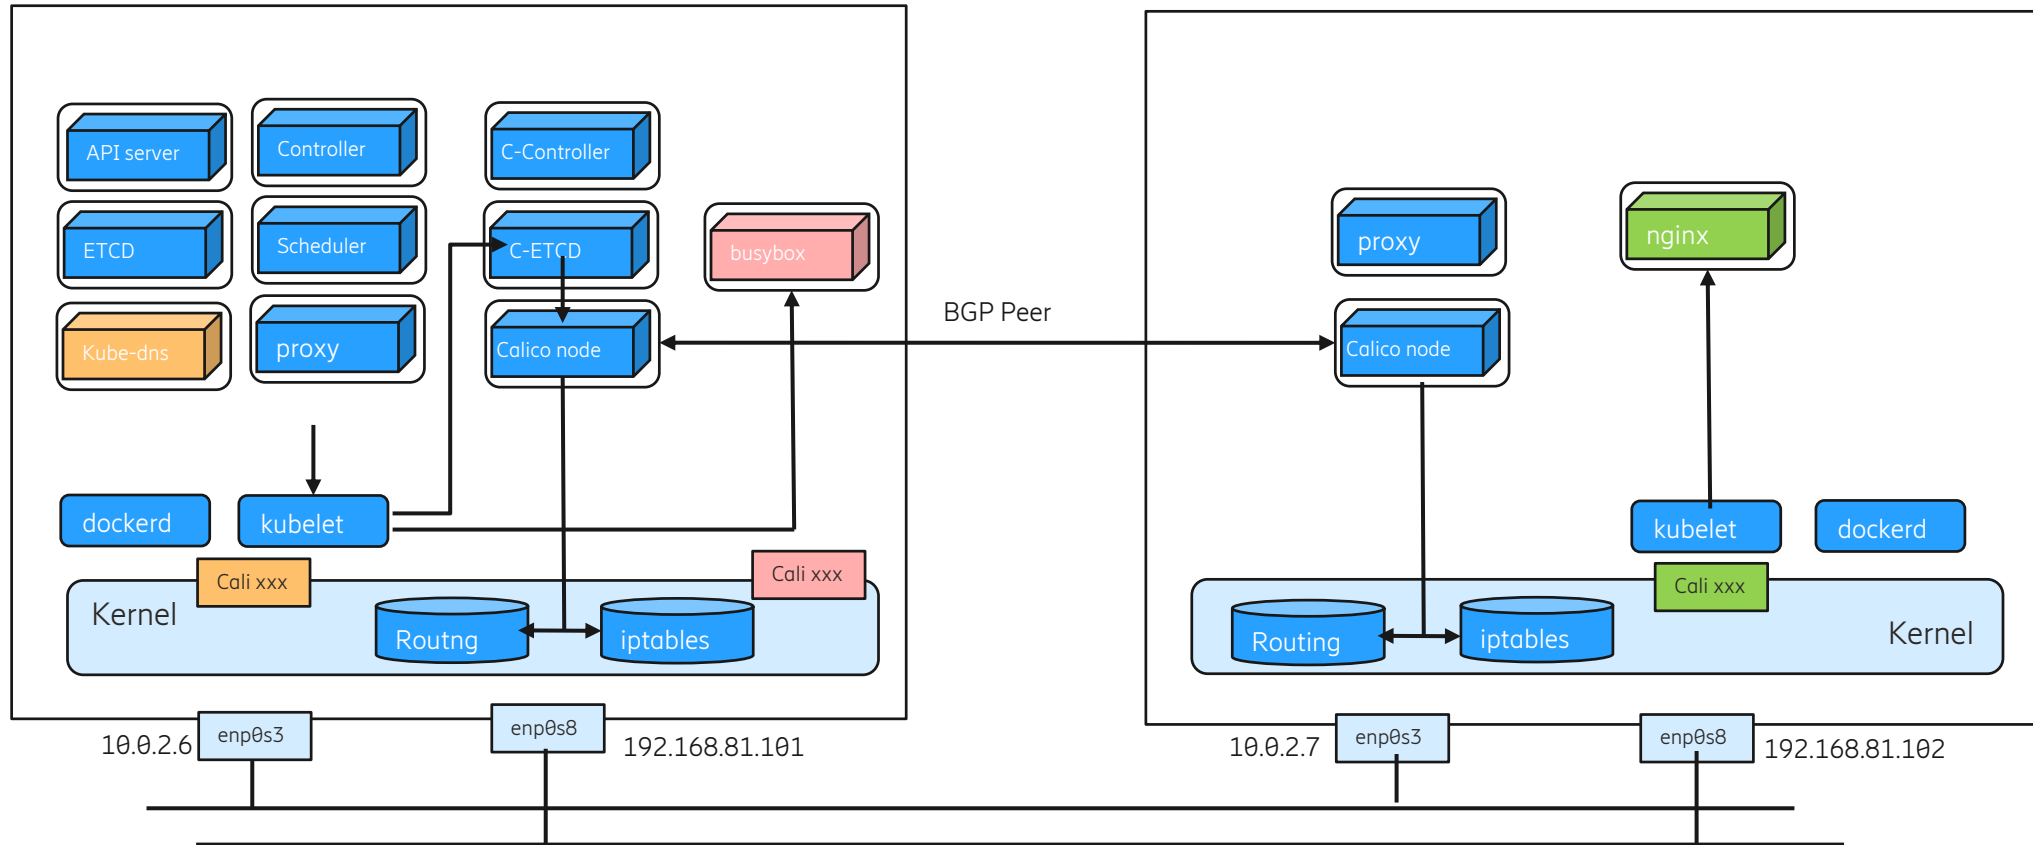 API server
Controller
C-Controller
ETCD
Scheduler
C-ETCD
busybox
Kube-dns
proxy
Calico node
dockerd
kubelet
Cali xxx
Cali xxx
Kernel
Routng
iptables
enp0s3
enp0s8
10.0.2.6
192.168.81.101
BGP Peer
proxy
nginx
Calico node
kubelet
dockerd
Cali xxx
Routing
iptables
Kernel
enp0s3
enp0s8
10.0.2.7
192.168.81.102